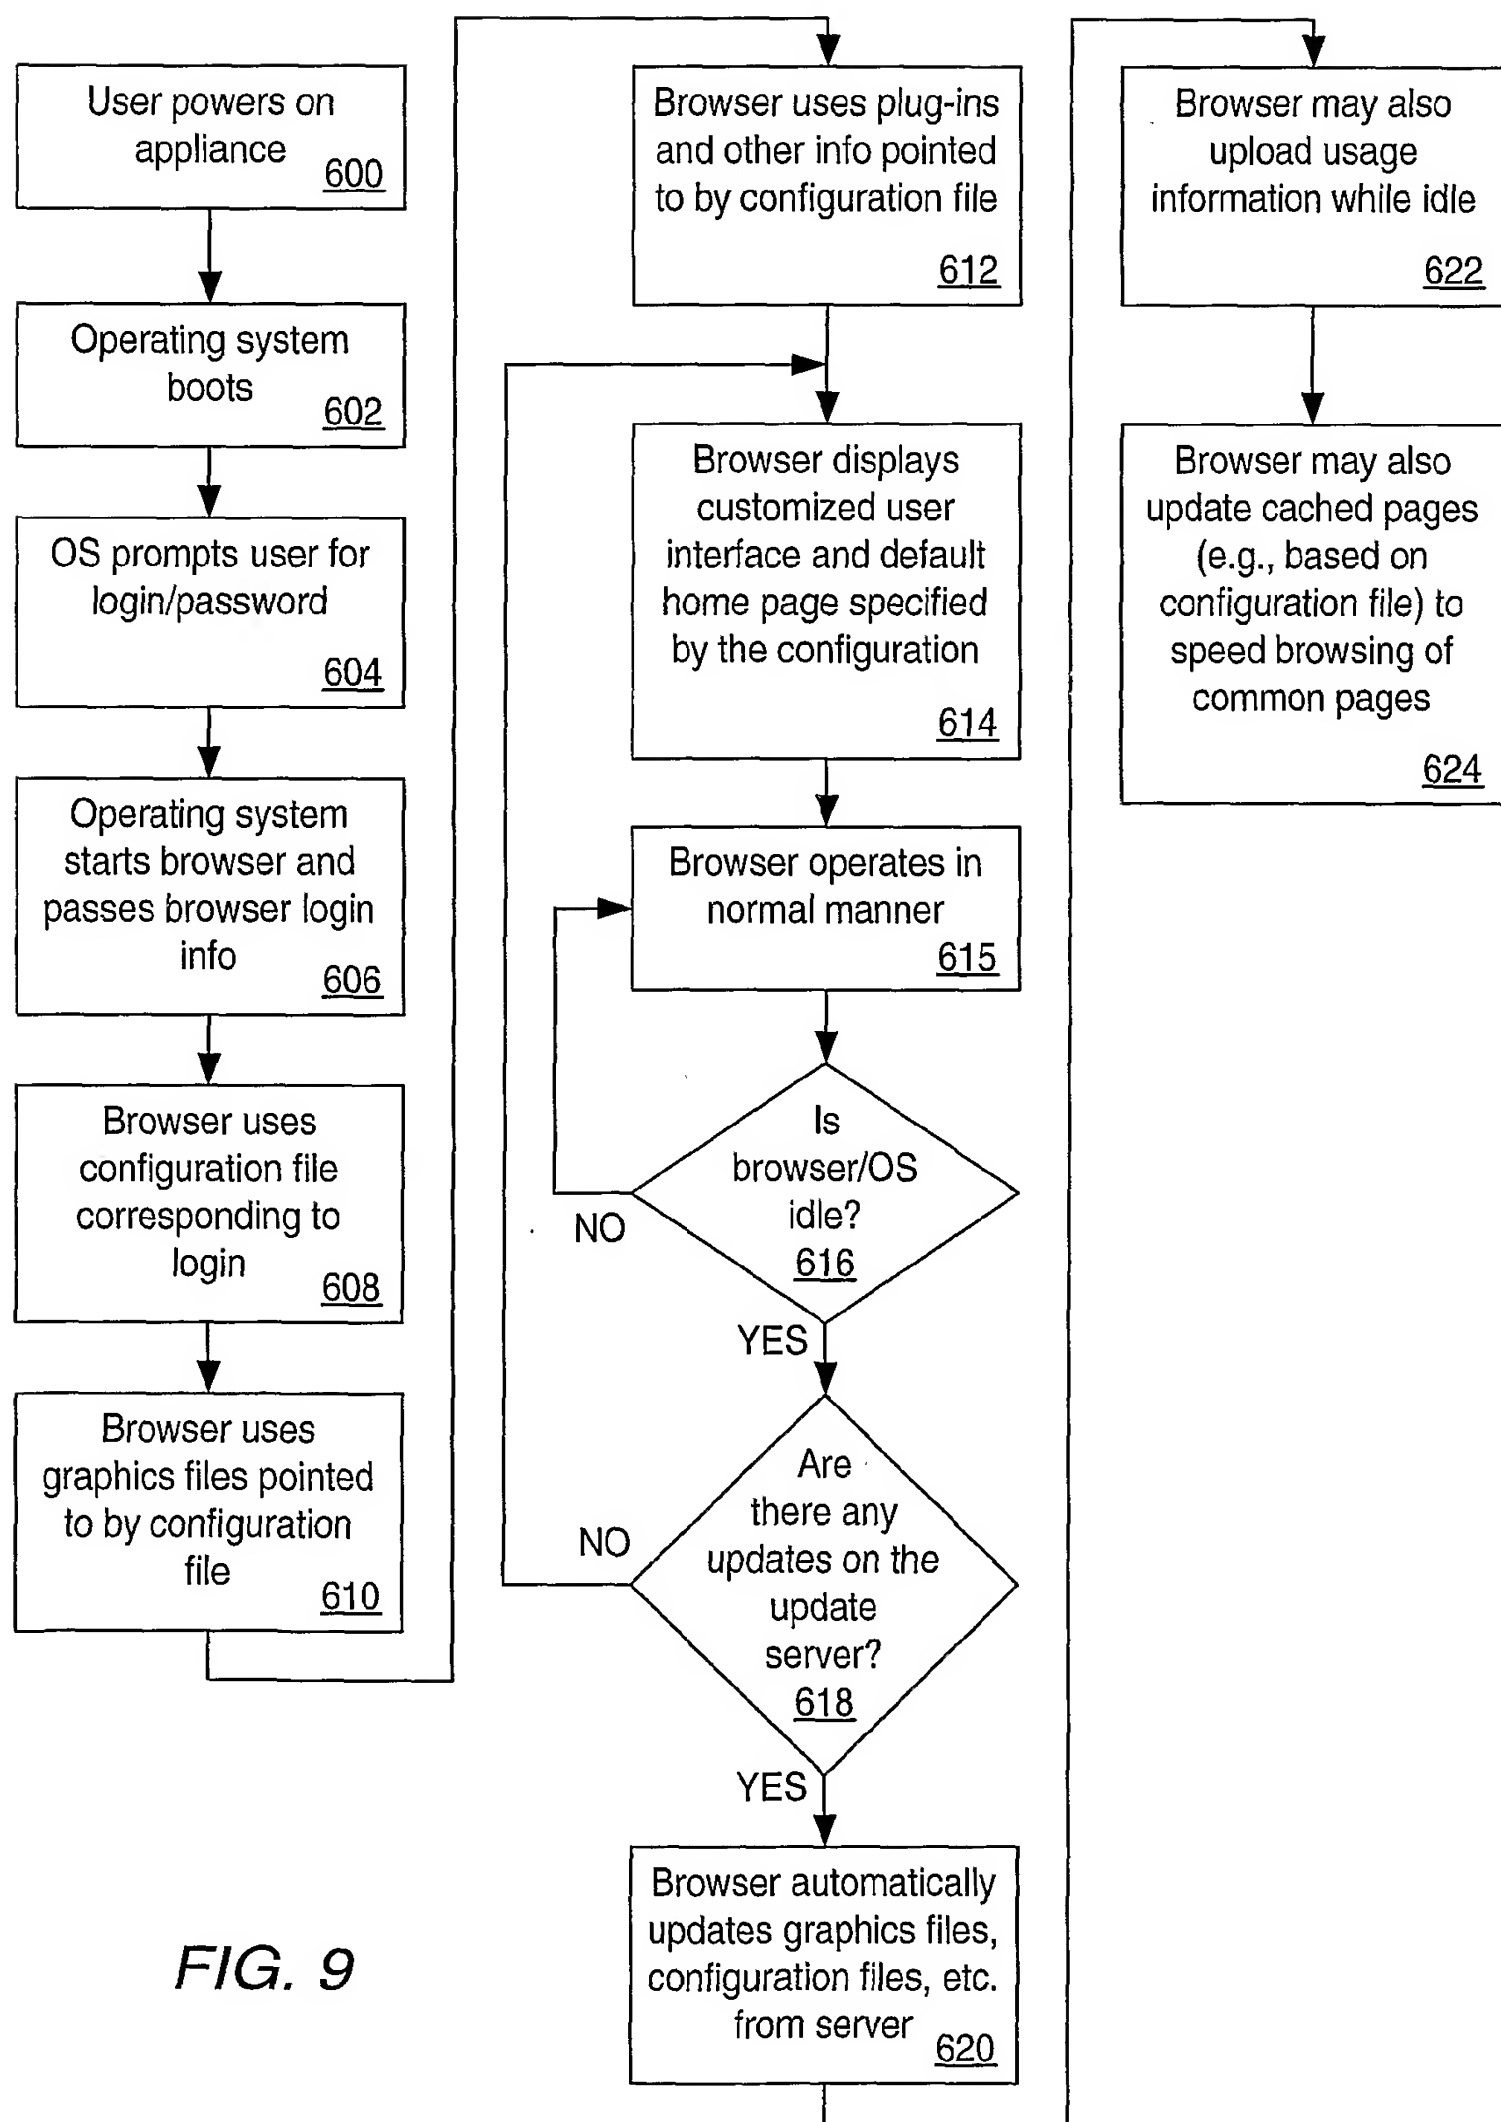 User powers on
appliance
600
Operating system
boots
602
OS prompts user for
login/password
604
Operating system
starts browser and
passes browser login
info
606
Browser uses
configuration file
corresponding to
login
608
Browser uses
graphics files pointed
to by configuration
file
610
Browser uses plug-ins
and other info pointed
to by configuration file
612
Browser displays
customized user
interface and default
home page specified
by the configuration
614
Browser operates in
normal manner
615
Is
browser/OS
idle?
616
NO
YES
Are
there any
updates on the
update
server?
618
NO
YES
Browser automatically
updates graphics files,
configuration files, etc.
from server
620
Browser may also
upload usage
information while idle
622
Browser may also
update cached pages
(e.g., based on
configuration file) to
speed browsing of
common pages
624
FIG. 9